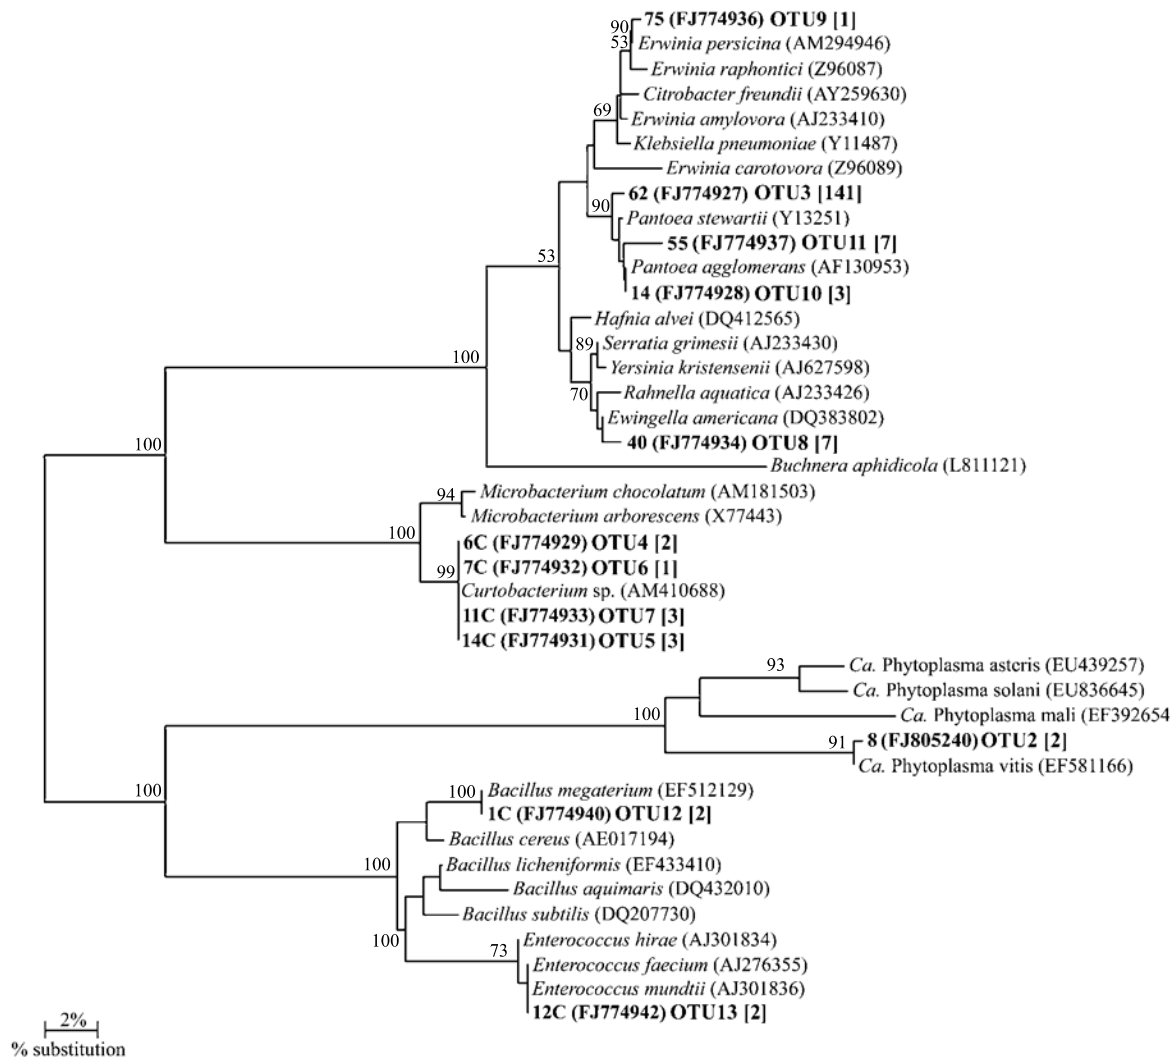 75 (FJ774936) OTU9 [1]
90
53
Erwinia persicina (AM294946)
Erwinia raphontici (Z96087)
Citrobacter freundii (AY259630)
69
Erwinia amylovora (AJ233410)
Klebsiella pneumoniae (Y11487)
Erwinia carotovora (Z96089)
62 (FJ774927) OTU3 [141]
90
Pantoea stewartii (Y13251)
55 (FJ774937) OTU11 [7]
53
Pantoea agglomerans (AF130953)
14 (FJ774928) OTU10 [3]
Hafnia alvei (DQ412565)
89
Serratia grimesii (AJ233430)
100
Yersinia kristensenii (AJ627598)
70
Rahnella aquatica (AJ233426)
Ewingella americana (DQ383802)
100
40 (FJ774934) OTU8 [7]
Buchnera aphidicola (L811121)
94
Microbacterium chocolatum (AM181503)
Microbacterium arborescens (X77443)
100
6C (FJ774929) OTU4 [2]
99
7C (FJ774932) OTU6 [1]
Curtobacterium sp. (AM410688)
11C (FJ774933) OTU7 [3]
14C (FJ774931) OTU5 [3]
93
Ca. Phytoplasma asteris (EU439257)
Ca. Phytoplasma solani (EU836645)
100
Ca. Phytoplasma mali (EF392654
91
8 (FJ805240) OTU2 [2]
Ca. Phytoplasma vitis (EF581166)
100
100
Bacillus megaterium (EF512129)
1C (FJ774940) OTU12 [2]
Bacillus cereus (AE017194)
100
Bacillus licheniformis (EF433410)
Bacillus aquimaris (DQ432010)
Bacillus subtilis (DQ207730)
100
73
Enterococcus hirae (AJ301834)
Enterococcus faecium (AJ276355)
Enterococcus mundtii (AJ301836)
12C (FJ774942) OTU13 [2]
2%
% substitution